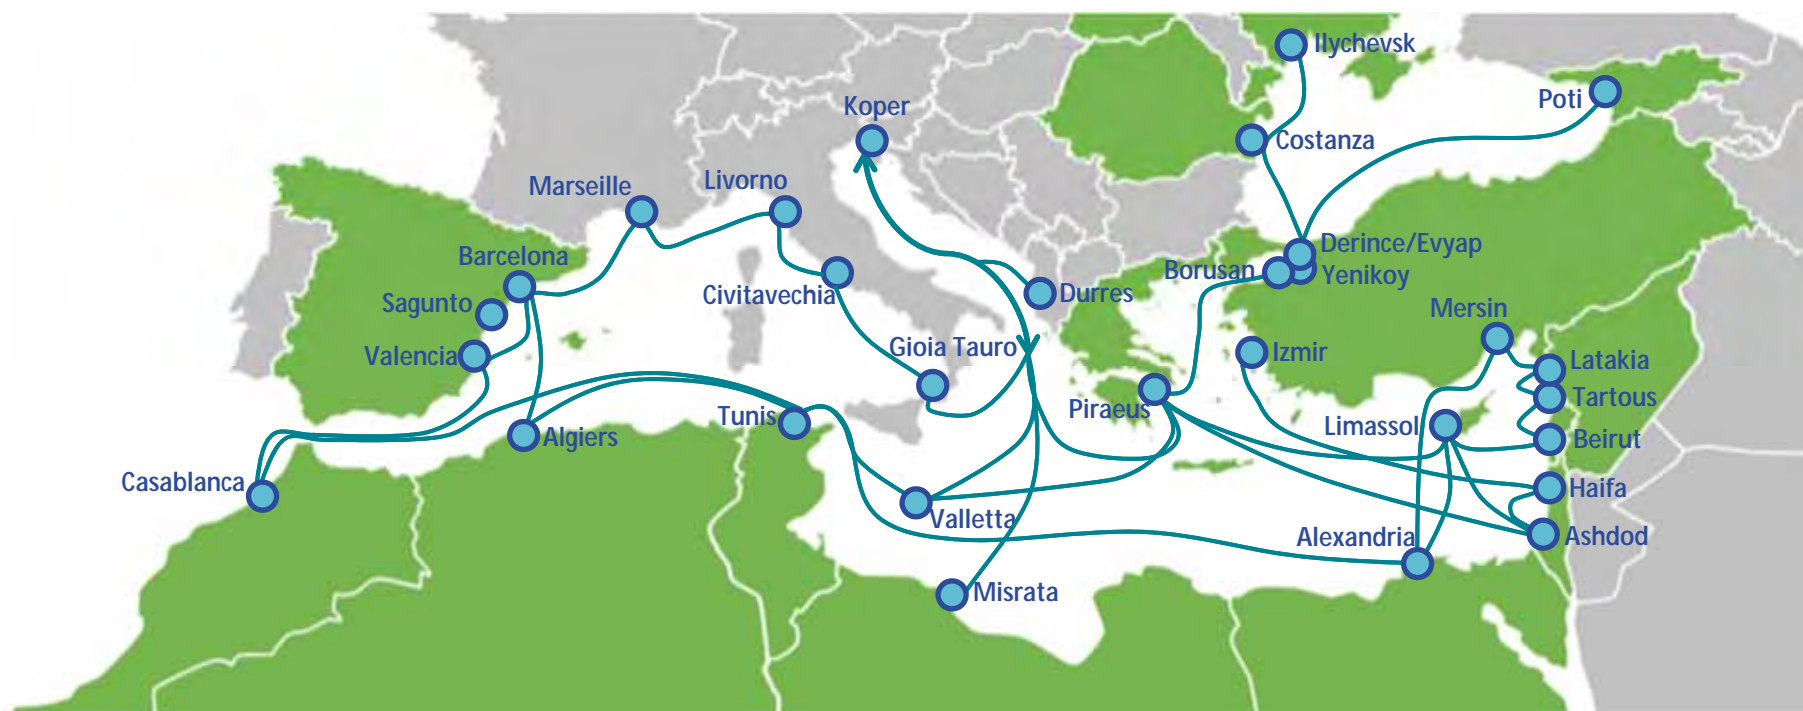 Ilychevsk
Poti
Koper
Costanza
Livorno
Marseille
Derince/Evyap
Barcelona
Borusan
Yenikoy
Civitavechia
Durres
Sagunto
Mersin
Gioia Tauro
Izmir
Valencia
Latakia
Tartous
Piraeus
Tunis
Limassol
Algiers
Beirut
Casablanca
Haifa
Valletta
Alexandria
Ashdod
Misrata